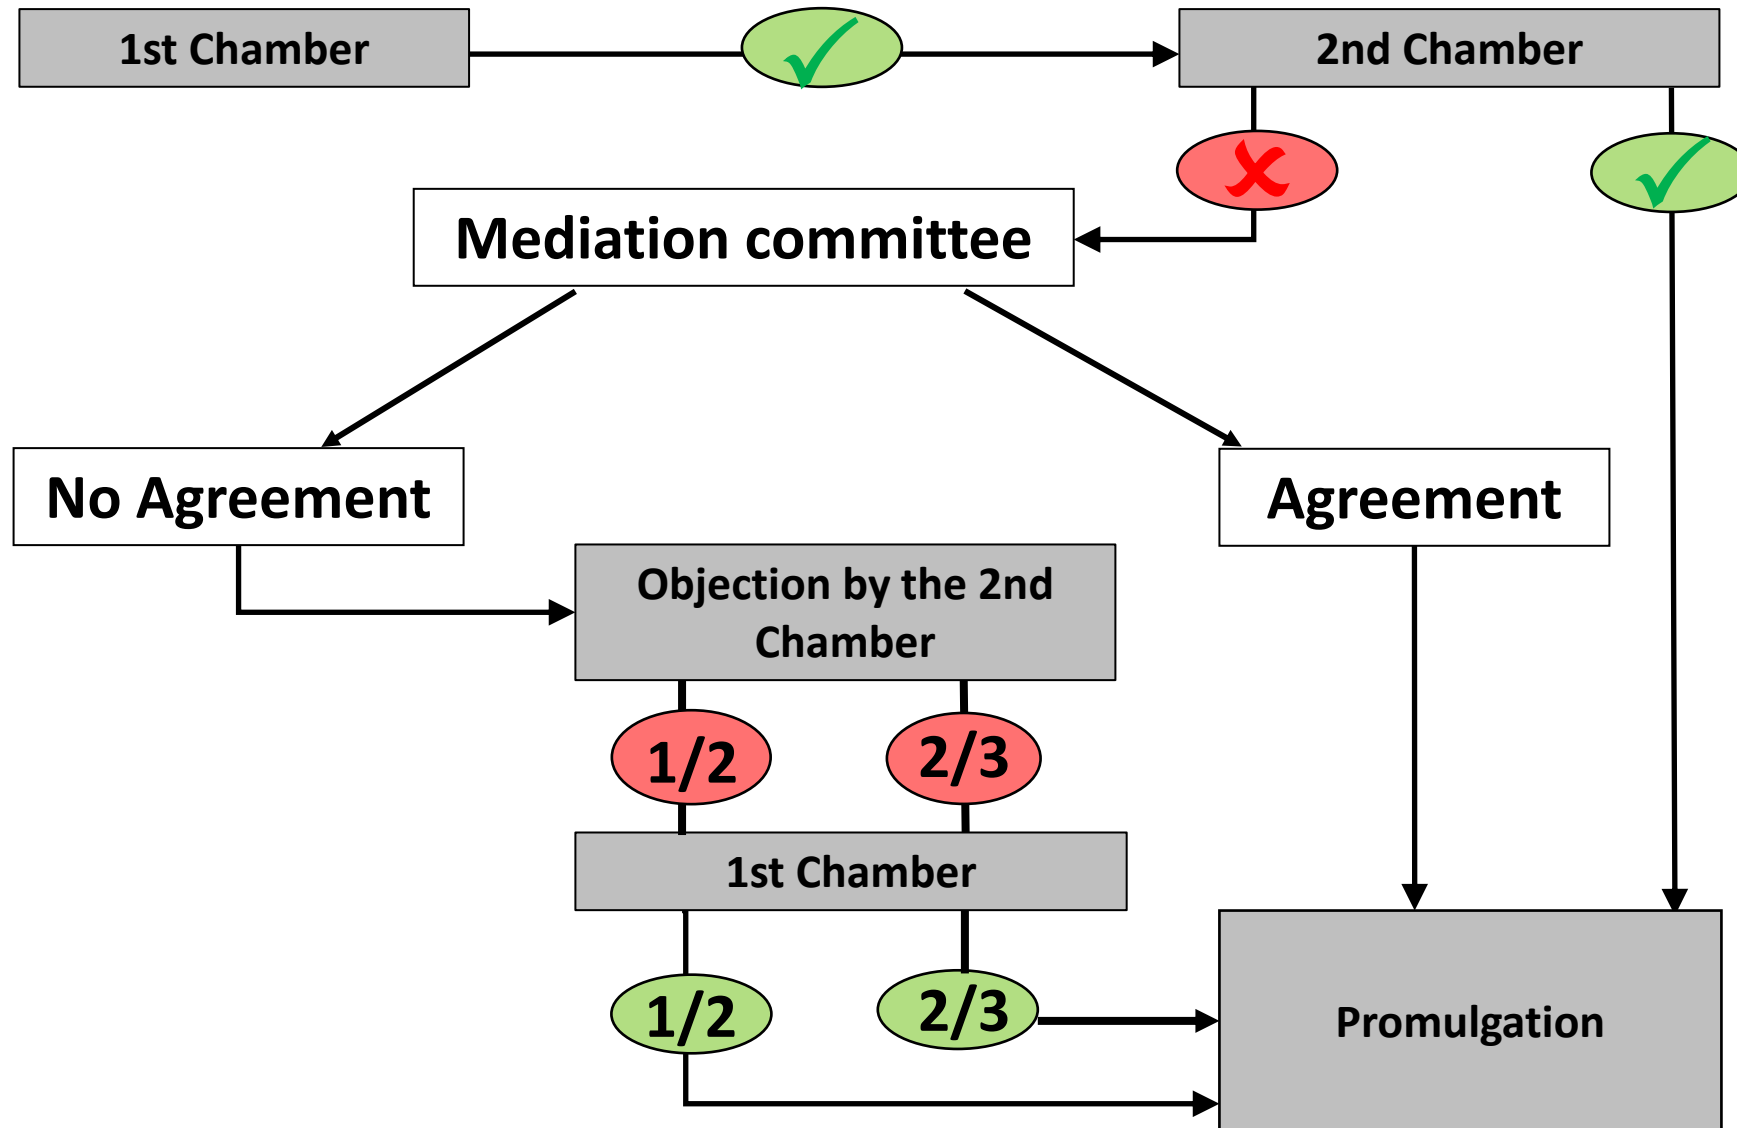 1st Chamber
2nd Chamber
Mediation committee
No Agreement
Agreement
Objection by the 2nd
Chamber
1/2
2/3
1st Chamber
1/2
2/3
Promulgation